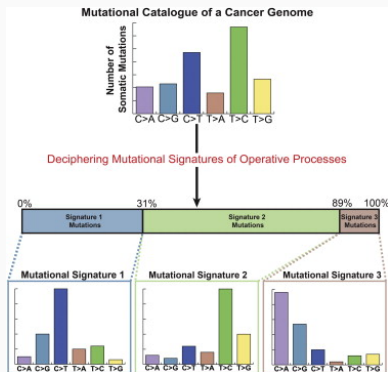 Mutational Catalogue of a Cancer Genome
Number of
Somatic Mutations
C>A C>G C>T T>A T>C T>G
Deciphering Mutational Signatures of Operative Processes
0% 31% 89% 100%
Signature 1
Mutations
Signature 2
Mutations
Signature 3
Mutations
Mutational Signature 1
Mutational Signature 2
Mutational Signature 3
C>A C>G C>T T>A T>C T>G
C>A C>G C>T T>A T>C T>G
C>A C>G C>T T>A T>C T>G